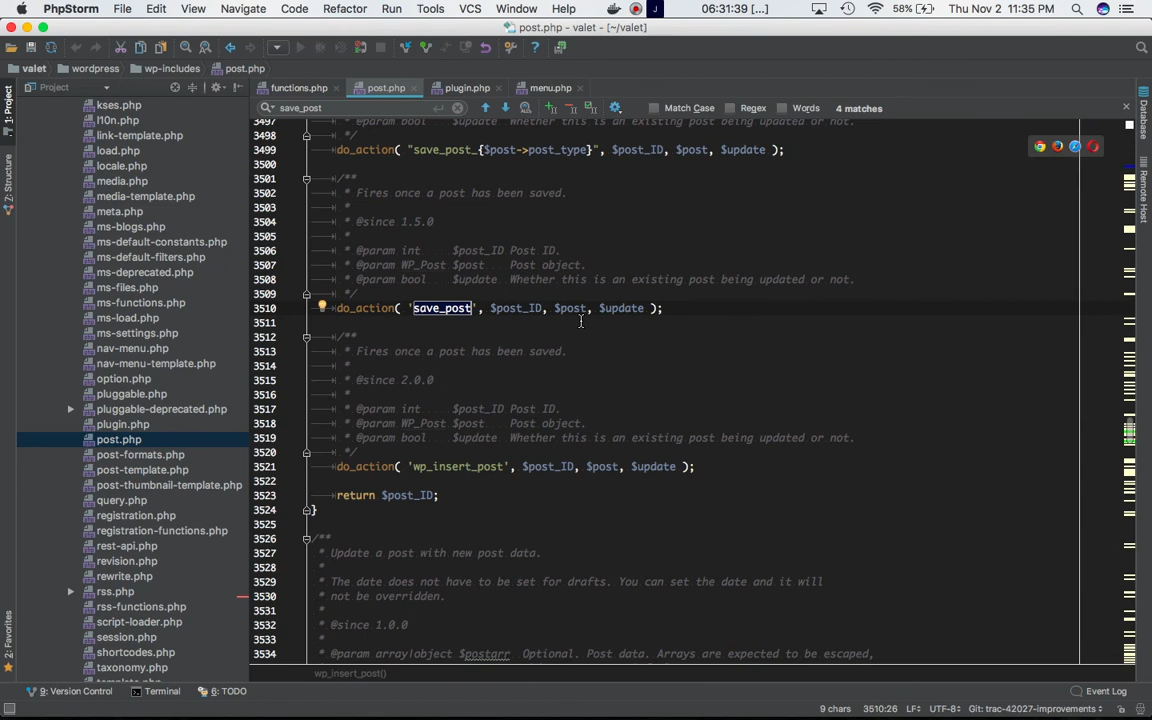 PhpStorm File Edit View Navigate Code Refactor Run Tools VCS Window Help 06:31:39 [...] 58% Thu Nov 2 11:35 PM
post.php - valet - [~/valet]
valet wordpress wp-includes post.php
Project functions.php post.php plugin.php menu.php
save_post Match Case Regex Words 4 matches
1: Project
7: Structure
2: Favorites
Database
Remote Host
kses.php
l10n.php
link-template.php
load.php
locale.php
media.php
media-template.php
meta.php
ms-blogs.php
ms-default-constants.php
ms-default-filters.php
ms-deprecated.php
ms-files.php
ms-functions.php
ms-load.php
ms-settings.php
nav-menu.php
nav-menu-template.php
option.php
pluggable.php
pluggable-deprecated.php
plugin.php
post.php
post-formats.php
post-template.php
post-thumbnail-template.php
query.php
registration.php
registration-functions.php
rest-api.php
revision.php
rewrite.php
rss.php
rss-functions.php
script-loader.php
session.php
shortcodes.php
taxonomy.php
3497 * @param bool $update Whether this is an existing post being updated or not.
3498 */
3499 do_action( "save_post_{$post->post_type}", $post_ID, $post, $update );
3500
3501 /**
3502 * Fires once a post has been saved.
3503 *
3504 * @since 1.5.0
3505 *
3506 * @param int $post_ID Post ID.
3507 * @param WP_Post $post Post object.
3508 * @param bool $update Whether this is an existing post being updated or not.
3509 */
3510 do_action( 'save_post', $post_ID, $post, $update );
3511
3512 /**
3513 * Fires once a post has been saved.
3514 *
3515 * @since 2.0.0
3516 *
3517 * @param int $post_ID Post ID.
3518 * @param WP_Post $post Post object.
3519 * @param bool $update Whether this is an existing post being updated or not.
3520 */
3521 do_action( 'wp_insert_post', $post_ID, $post, $update );
3522
3523 return $post_ID;
3524 }
3525
3526 /**
3527 * Update a post with new post data.
3528 *
3529 * The date does not have to be set for drafts. You can set the date and it will
3530 * not be overridden.
3531 *
3532 * @since 1.0.0
3533 *
3534 * @param array|object $postarr Optional. Post data. Arrays are expected to be escaped,
wp_insert_post()
9: Version Control Terminal 6: TODO Event Log
9 chars 3510:26 LF÷ UTF-8÷ Git: trac-42027-improvements÷